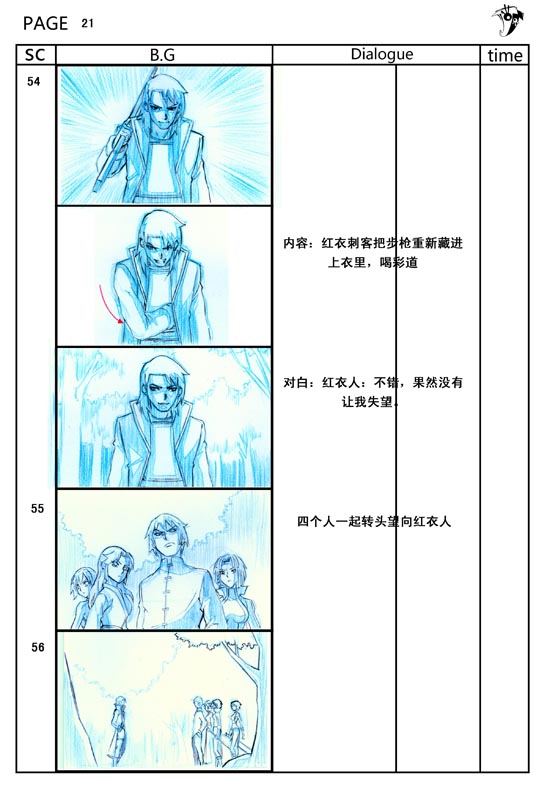 PAGE 21
SC B.G Dialogue time
54
内容：红衣刺客把步枪重新藏进
上衣里，喝彩道
对白：红衣人：不错，果然没有
让我失望。
55
四个人一起转头望向红衣人
56